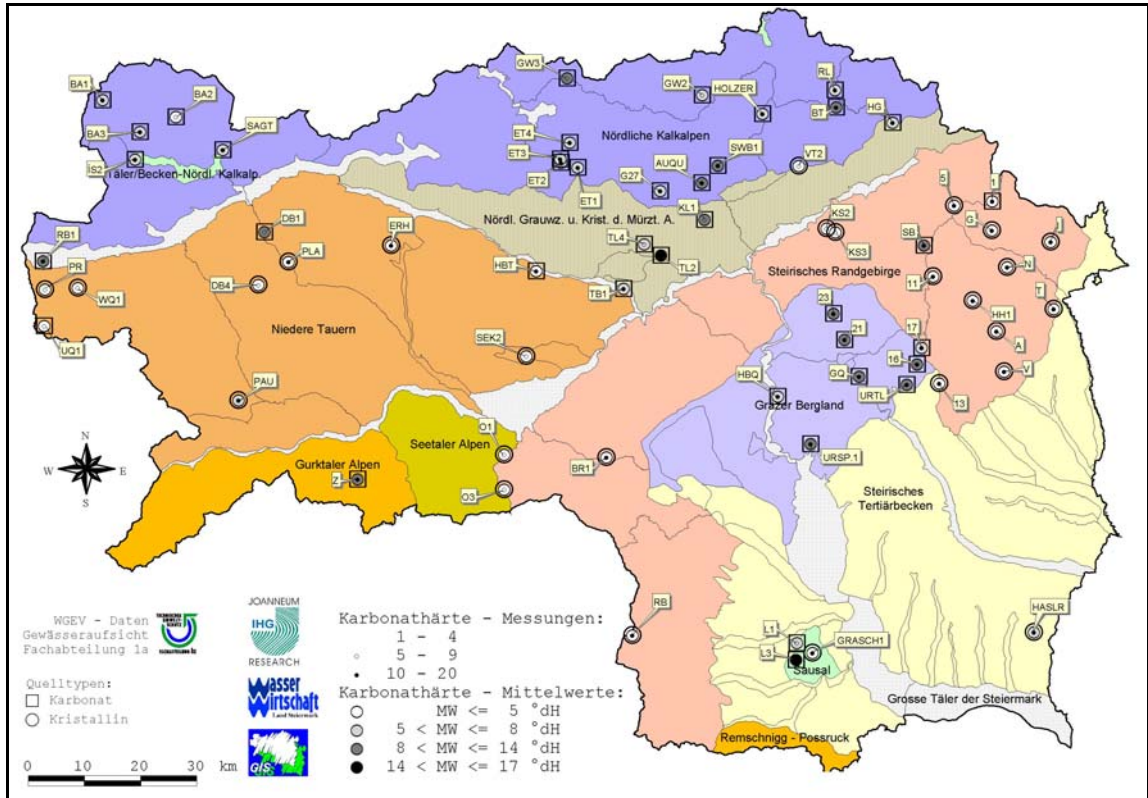 GW3
RL
BA1
BA2
GW2
HOLZER
BT
HG
BA3
SAGT
ET4
Nördliche Kalkalpen
SWB1
ET3
AUQU
VT2
Täler/Becken-Nördl. Kalkalp.
ET2
ET1
G27
5
1
Nördl. Grauwz. u. Krist. d. Mürzt. A.
KL1
KS2
G
J
DB1
ERH
TL4
SB
RB1
PLA
KS3
TL2
Steirisches Randgebirge
N
PR
HBT
11
DB4
WQ1
TB1
T
23
HH1
Niedere Tauern
21
17
A
UQ1
SEK2
16
PAU
HBQ
GQ
V
URTL
13
Grazer Bergland
O1
Seetaler Alpen
URSP.1
Gurktaler Alpen
BR1
Z
O3
Steirisches
Tertiärbecken
N
W E
S
JOANNEUM
IHG
RESEARCH
WGEV - Daten
Gewässeraufsicht
Fachabteilung 1a
Quelltypen:
Karbonat
Kristallin
Wasser
Wirtschaft
Land Steiermark
GIS
Karbonathärte - Messungen:
1 - 4
5 - 9
10 - 20
Karbonathärte - Mittelwerte:
MW <= 5 °dH
5 < MW <= 8 °dH
8 < MW <= 14 °dH
14 < MW <= 17 °dH
0 10 20 30 km
RB
L1
HASLR
GRASCH1
L3
Sausal
Grosse Täler der Steiermark
Remschnigg - Possruck